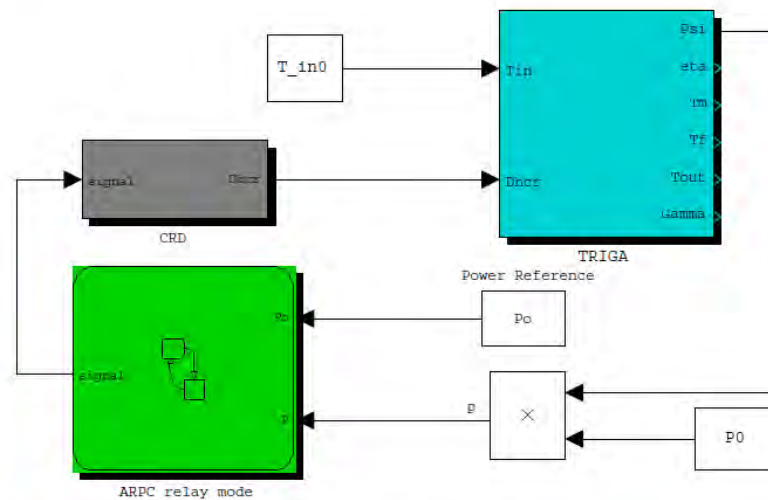 Psi
T_in0
Tin
eta
Tm
Tf
signal
Dncr
Dncr
Tout
Gamma
CRD
TRIGA
Power Reference
Po
Po
signal
p
p
×
P0
ARPC relay mode